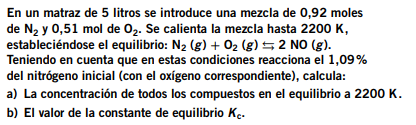 En un matraz de 5 litros se introduce una mezcla de 0,92 moles
de N₂ y 0,51 mol de O₂. Se calienta la mezcla hasta 2200 K,
estableciéndose el equilibrio: N₂ (g) + O₂ (g) ⇆ 2 NO (g).
Teniendo en cuenta que en estas condiciones reacciona el 1,09%
del nitrógeno inicial (con el oxígeno correspondiente), calcula:
a) La concentración de todos los compuestos en el equilibrio a 2200 K.
b) El valor de la constante de equilibrio Kc.